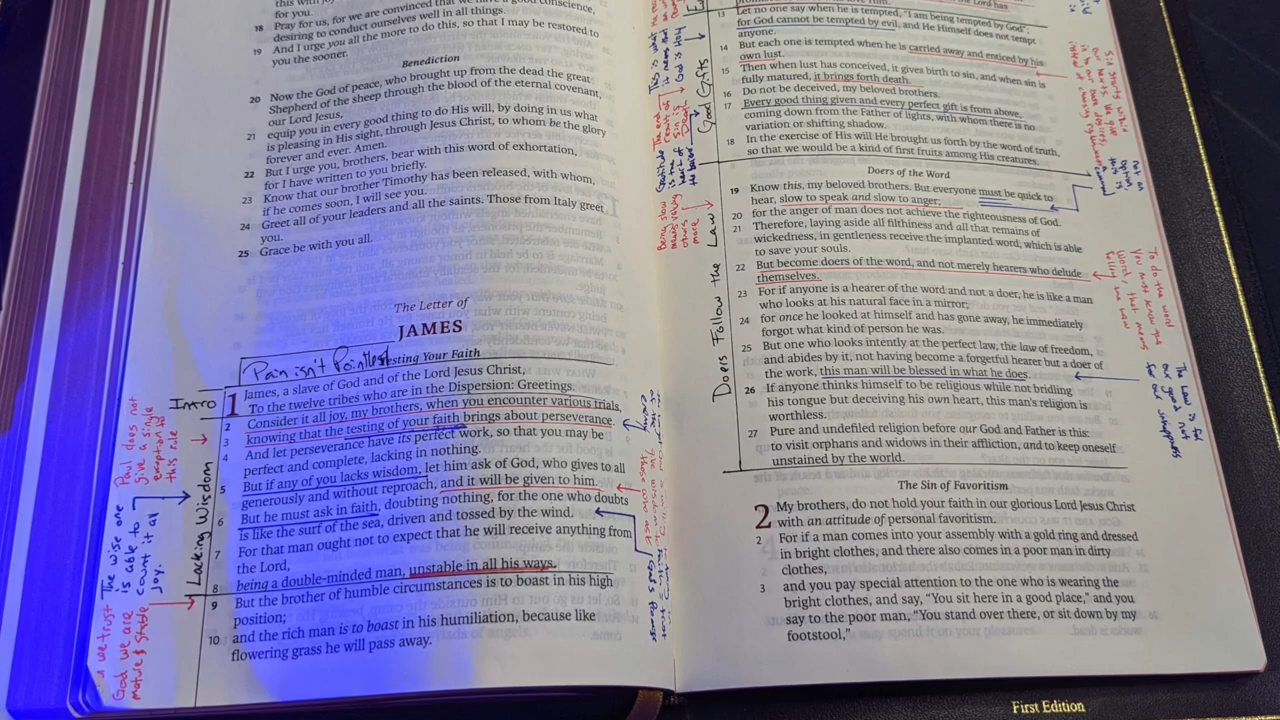 this with joy
for you.
18 Pray for us, for we are convinced that we have a good conscience,
desiring to conduct ourselves well in all things.
19 And I urge you all the more to do this, so that I may be restored to
you the sooner.
Benediction
20 Now the God of peace, who brought up from the dead the great
Shepherd of the sheep through the blood of the eternal covenant,
our Lord Jesus,
21 equip you in every good thing to do His will, by doing in us what
is pleasing in His sight, through Jesus Christ, to whom be the glory
forever and ever. Amen.
22 But I urge you, brothers, bear with this word of exhortation,
for I have written to you briefly.
23 Know that our brother Timothy has been released, with whom,
if he comes soon, I will see you.
24 Greet all of your leaders and all the saints. Those from Italy greet
you.
25 Grace be with you all.
The Letter of
JAMES
Pain isn't Pointless
esting Your Faith
1 James, a slave of God and of the Lord Jesus Christ,
To the twelve tribes who are in the Dispersion: Greetings.
2 Consider it all joy, my brothers, when you encounter various trials,
3 knowing that the testing of your faith brings about perseverance.
4 And let perseverance have its perfect work, so that you may be
perfect and complete, lacking in nothing.
5 But if any of you lacks wisdom, let him ask of God, who gives to all
generously and without reproach, and it will be given to him.
6 But he must ask in faith, doubting nothing, for the one who doubts
is like the surf of the sea, driven and tossed by the wind.
7 For that man ought not to expect that he will receive anything from
the Lord,
8 being a double-minded man, unstable in all his ways.
9 But the brother of humble circumstances is to boast in his high
position;
10 and the rich man is to boast in his humiliation, because like
flowering grass he will pass away.
Intro
Lacking Wisdom
Paul does not
give a single
The wise one
is able to
count it al
joy.
we trust
God we are
mature & stable
13 Let no one say when he is tempted, "I am being tempted by God";
for God cannot be tempted by evil, and He Himself does not tempt
anyone.
14 But each one is tempted when he is carried away and enticed by his
own lust.
15 Then when lust has conceived, it gives birth to sin, and when sin is
fully matured, it brings forth death.
16 Do not be deceived, my beloved brothers.
17 Every good thing given and every perfect gift is from above,
coming down from the Father of lights, with whom there is no
variation or shifting shadow.
18 In the exercise of His will He brought us forth by the word of truth,
so that we would be a kind of first fruits among His creatures.
Doers of the Word
19 Know this, my beloved brothers. But everyone must be quick to
hear, slow to speak and slow to anger;
20 for the anger of man does not achieve the righteousness of God.
21 Therefore, laying aside all filthiness and all that remains of
wickedness, in gentleness receive the implanted word, which is able
to save your souls.
22 But become doers of the word, and not merely hearers who delude
themselves.
23 For if anyone is a hearer of the word and not a doer, he is like a man
who looks at his natural face in a mirror;
24 for once he looked at himself and has gone away, he immediately
forgot what kind of person he was.
25 But one who looks intently at the perfect law, the law of freedom,
and abides by it, not having become a forgetful hearer but a doer of
the work, this man will be blessed in what he does.
26 If anyone thinks himself to be religious while not bridling
his tongue but deceiving his own heart, this man's religion is
worthless.
27 Pure and undefiled religion before our God and Father is this:
to visit orphans and widows in their affliction, and to keep oneself
unstained by the world.
The Sin of Favoritism
2 My brothers, do not hold your faith in our glorious Lord Jesus Christ
with an attitude of personal favoritism.
2 For if a man comes into your assembly with a gold ring and dressed
in bright clothes, and there also comes in a poor man in dirty
clothes,
3 and you pay special attention to the one who is wearing the
bright clothes, and say, "You sit here in a good place," and you
say to the poor man, "You stand over there, or sit down by my
footstool,"
Good Gifts
Doers Follow the Law
Being slow
others
more
To do the word
you must know the
word, that means
The Law is for
our good not
for our unhappiness
First Edition